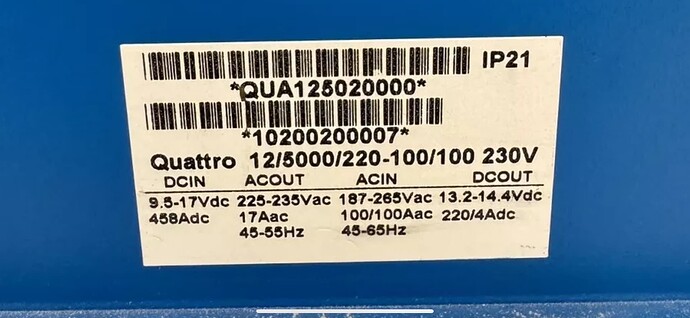 IP21
*QUA125020000*
*10200200007*
Quattro 12/5000/220-100/100 230V
DCIN ACOUT ACIN DCOUT
9.5-17Vdc 225-235Vac 187-265Vac 13.2-14.4Vdc
458Adc 17Aac 100/100Aac 220/4Adc
45-55Hz 45-65Hz